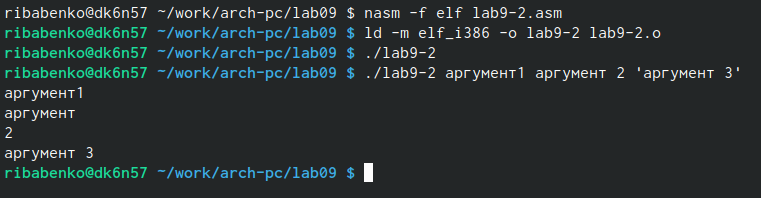 ribabenko@dk6n57 ~/work/arch-pc/lab09 $ nasm -f elf lab9-2.asm
ribabenko@dk6n57 ~/work/arch-pc/lab09 $ ld -m elf_i386 -o lab9-2 lab9-2.o
ribabenko@dk6n57 ~/work/arch-pc/lab09 $ ./lab9-2
ribabenko@dk6n57 ~/work/arch-pc/lab09 $ ./lab9-2 аргумент1 аргумент 2 'аргумент 3'
аргумент1
аргумент
2
аргумент 3
ribabenko@dk6n57 ~/work/arch-pc/lab09 $